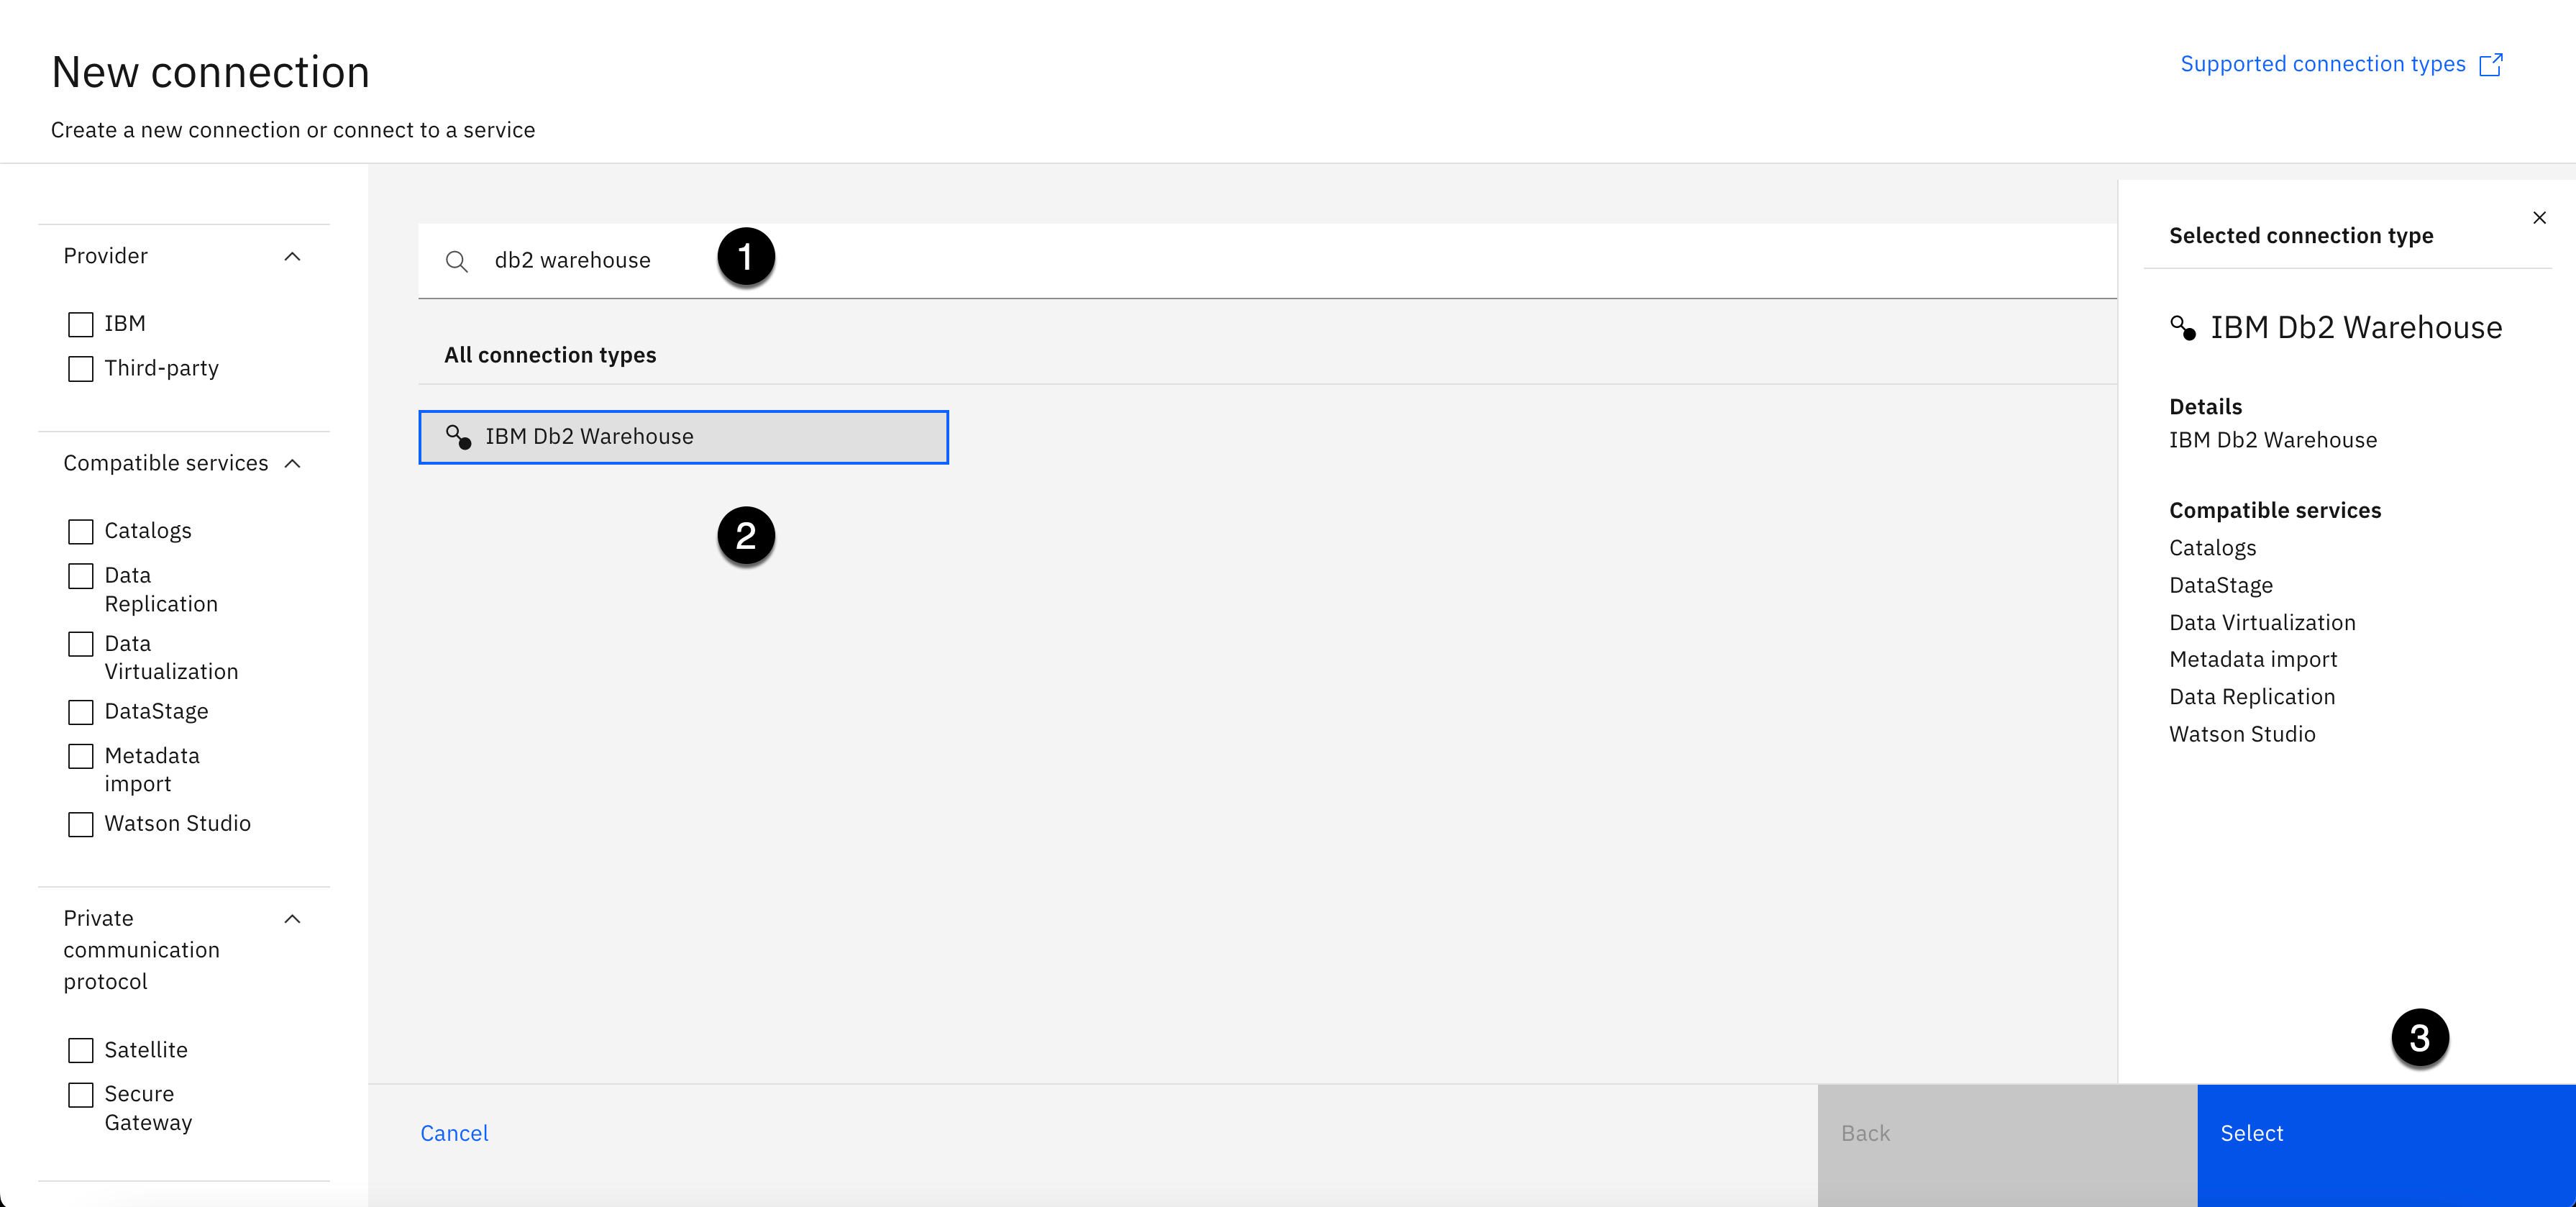 New connection
Supported connection types
Create a new connection or connect to a service
Provider
IBM
Third-party
Compatible services
Catalogs
Data
Replication
Data
Virtualization
DataStage
Metadata
import
Watson Studio
Private
communication
protocol
Satellite
Secure
Gateway
db2 warehouse
1
All connection types
IBM Db2 Warehouse
2
Selected connection type
IBM Db2 Warehouse
Details
IBM Db2 Warehouse
Compatible services
Catalogs
DataStage
Data Virtualization
Metadata import
Data Replication
Watson Studio
3
Cancel
Back
Select